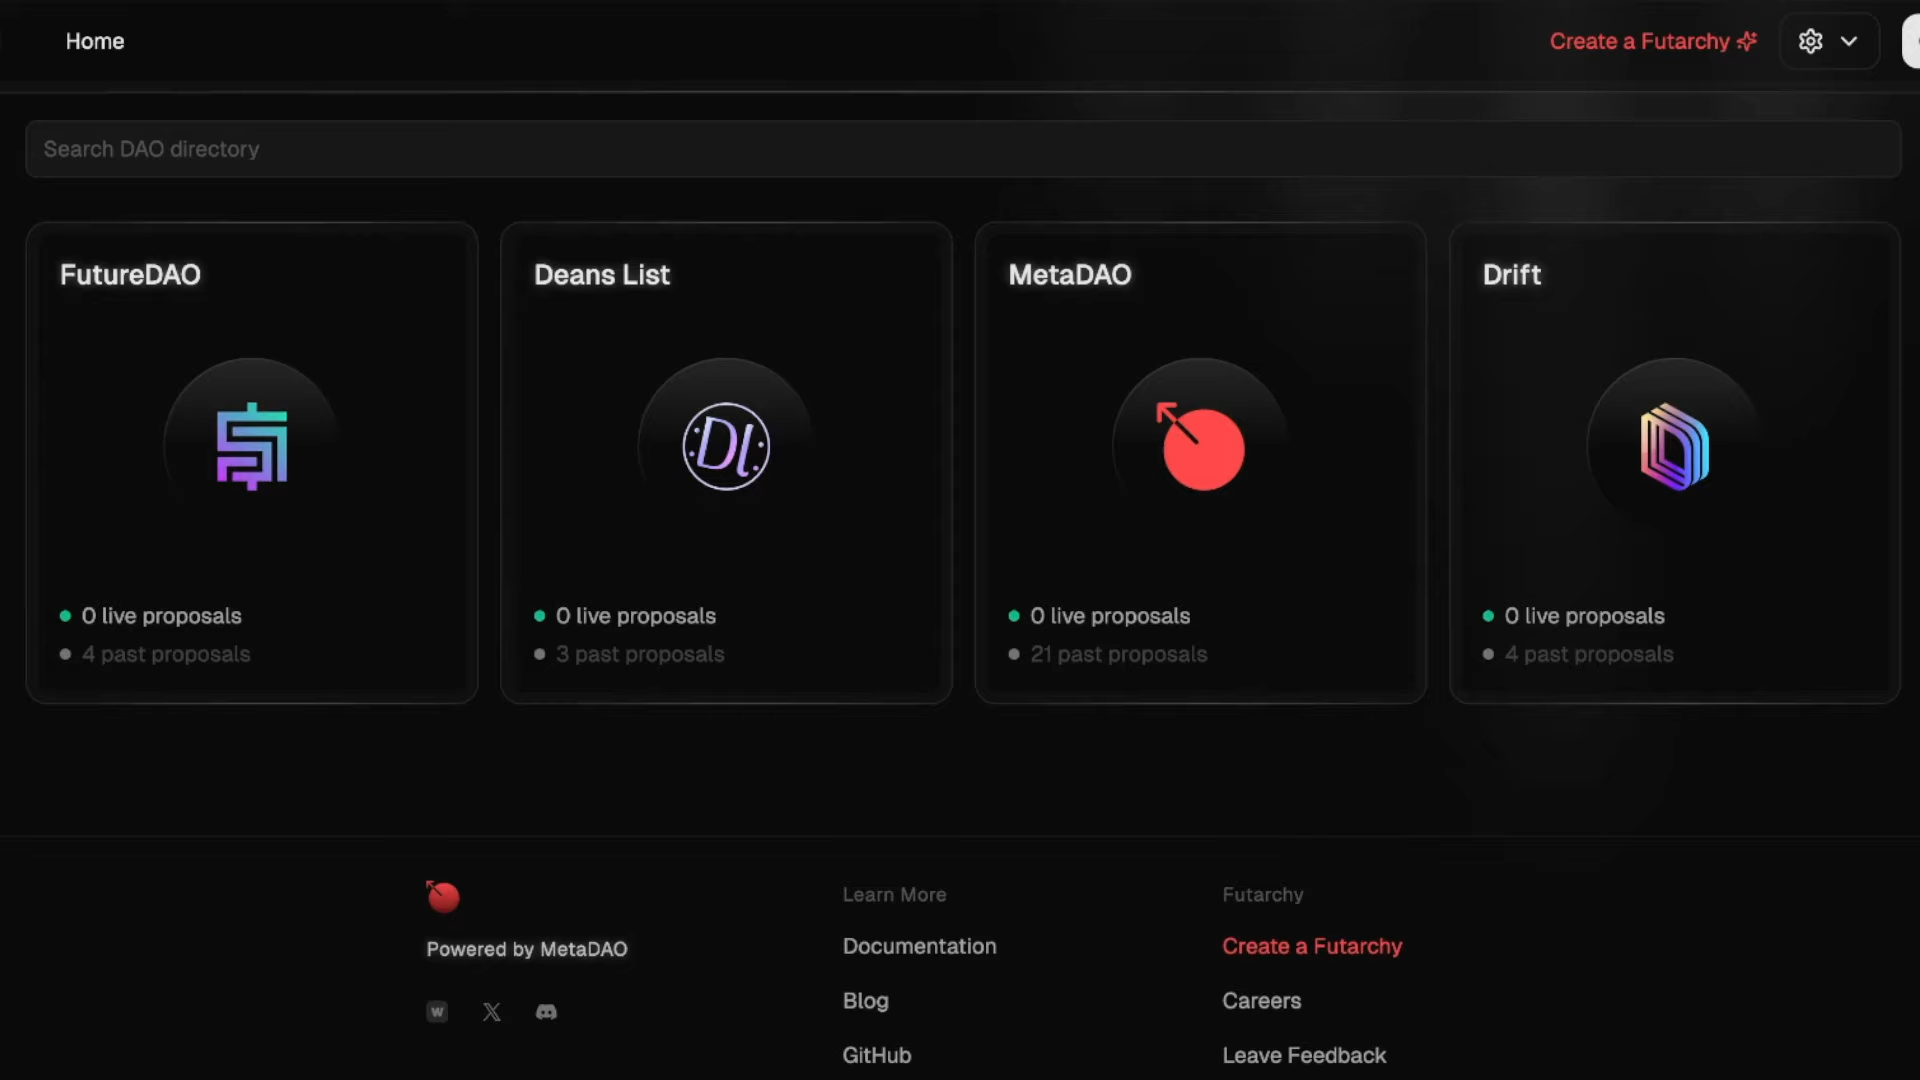 Home
Create a Futarchy
Search DAO directory
FutureDAO
Deans List
MetaDAO
Drift
DL
0 live proposals
4 past proposals
0 live proposals
3 past proposals
0 live proposals
21 past proposals
0 live proposals
4 past proposals
Powered by MetaDAO
W
X
Learn More
Documentation
Blog
GitHub
Futarchy
Create a Futarchy
Careers
Leave Feedback